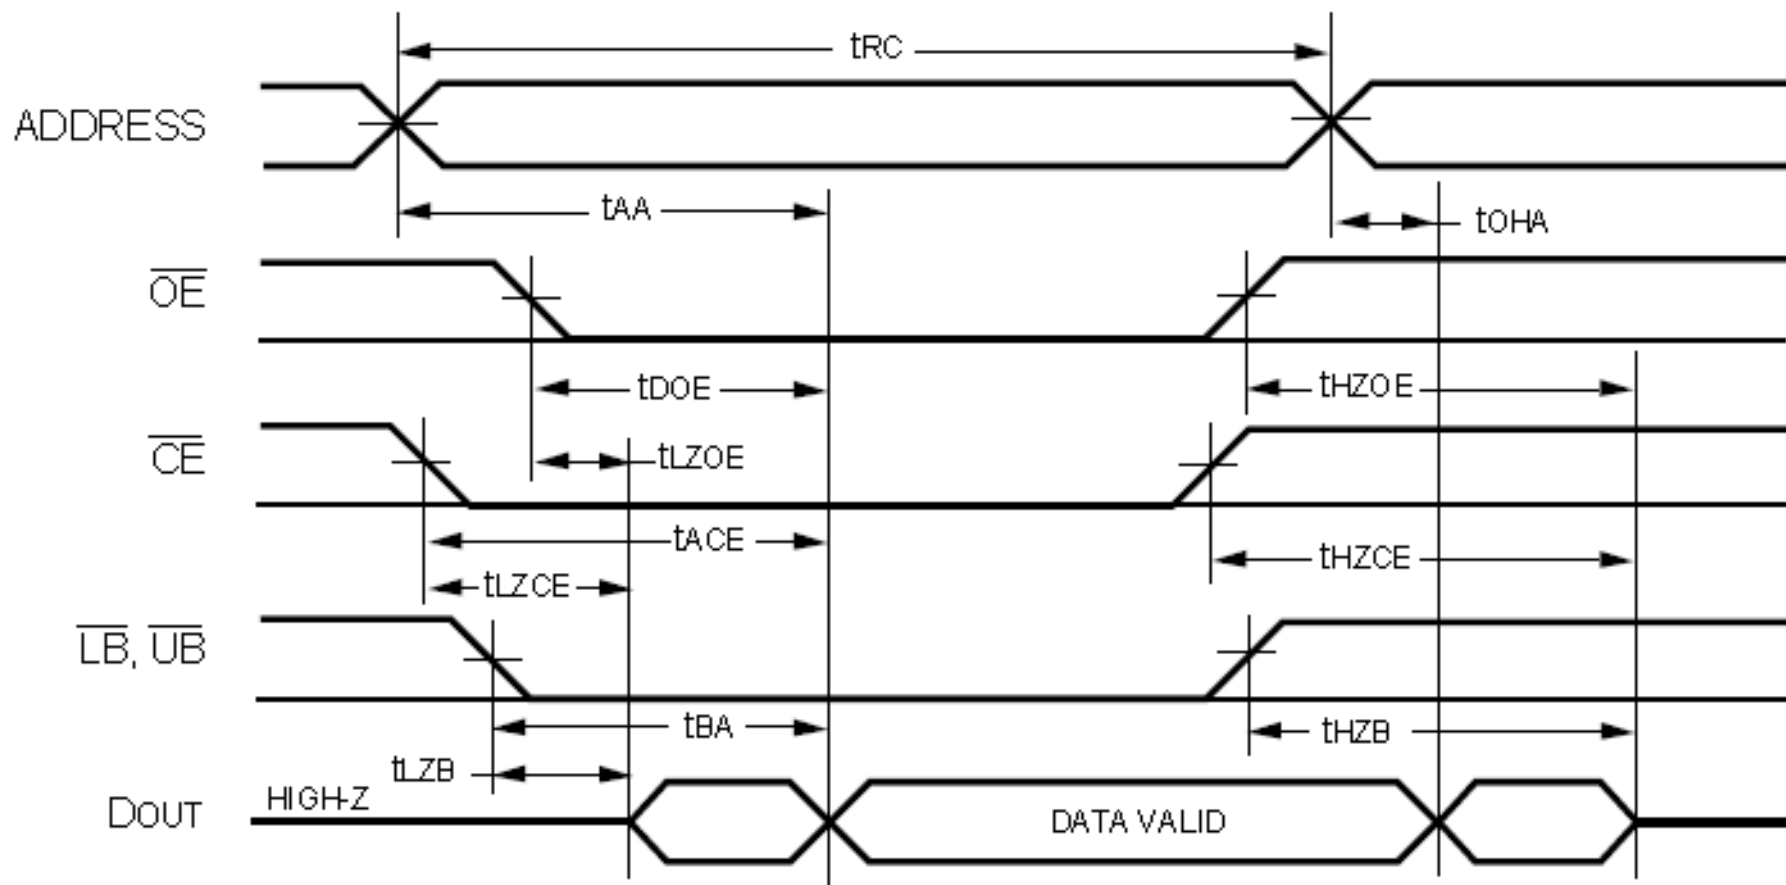 tRC
ADDRESS
tAA
tOHA
OE
tDOE
tHZOE
CE
tLZOE
tACE
tHZCE
tLZCE
LB, UB
tBA
tHZB
tLZB
HIGH-Z
DOUT
DATA VALID